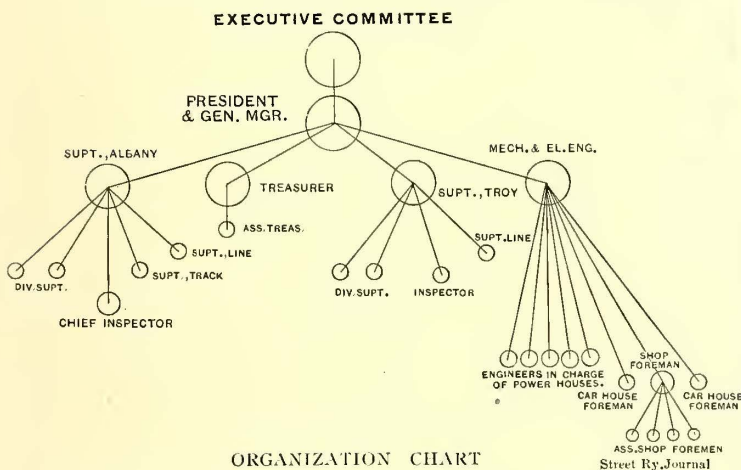 EXECUTIVE COMMITTEE
PRESIDENT
& GEN. MGR.
SUPT., ALBANY
TREASURER
SUPT., TROY
MECH. & EL. ENG.
ASS. TREAS.
SUPT., LINE
SUPT., TRACK
DIV. SUPT.
CHIEF INSPECTOR
SUPT. LINE
DIV. SUPT.
INSPECTOR
ENGINEERS IN CHARGE
OF POWER HOUSES.
CAR HOUSE
FOREMAN
SHOP
FOREMAN
CAR HOUSE
FOREMAN
ASS. SHOP FOREMEN
ORGANIZATION CHART
Street Ry. Journal